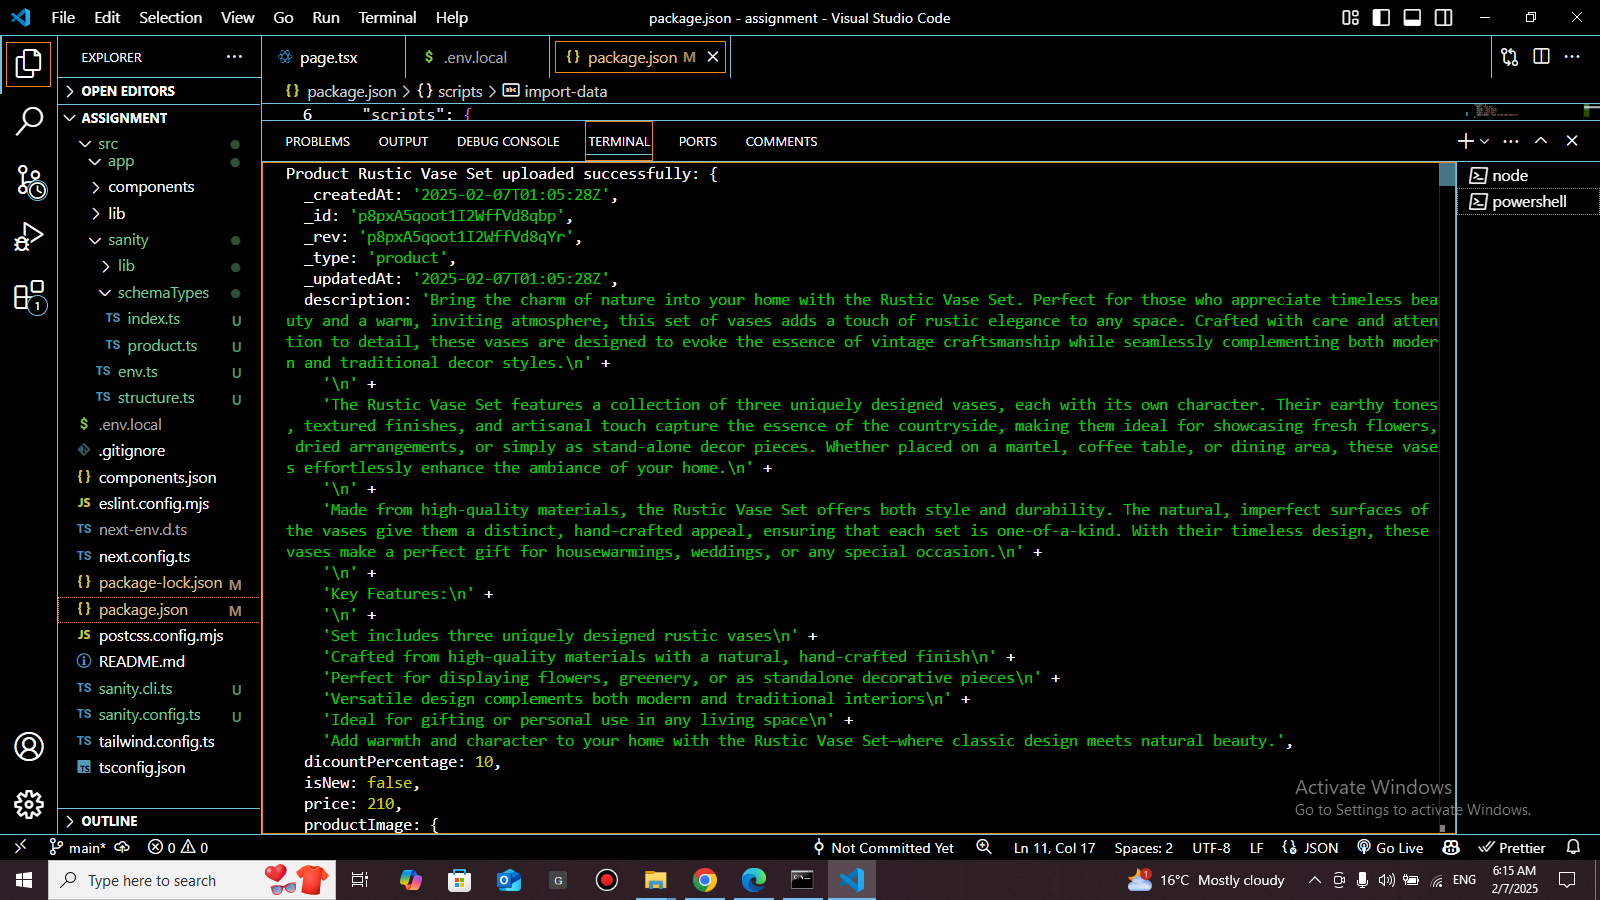 File Edit Selection View Go Run Terminal Help
package.json - assignment - Visual Studio Code
EXPLORER
page.tsx
.env.local
package.json M
package.json > {} scripts > import-data
OPEN EDITORS
ASSIGNMENT
src
app
components
lib
sanity
lib
schemaTypes
TS index.ts U
TS product.ts U
TS env.ts U
TS structure.ts U
$ .env.local
.gitignore
{} components.json
JS eslint.config.mjs
TS next-env.d.ts
TS next.config.ts
{} package-lock.json M
{} package.json M
JS postcss.config.mjs
README.md
TS sanity.cli.ts U
TS sanity.config.ts U
TS tailwind.config.ts
TS tsconfig.json
OUTLINE
1
6 "scripts": {
PROBLEMS OUTPUT DEBUG CONSOLE TERMINAL PORTS COMMENTS
node
powershell
Product Rustic Vase Set uploaded successfully: {
_createdAt: '2025-02-07T01:05:28Z',
_id: 'p8pxA5qoot1I2WffVd8qbp',
_rev: 'p8pxA5qoot1I2WffVd8qYr',
_type: 'product',
_updatedAt: '2025-02-07T01:05:28Z',
description: 'Bring the charm of nature into your home with the Rustic Vase Set. Perfect for those who appreciate timeless bea
uty and a warm, inviting atmosphere, this set of vases adds a touch of rustic elegance to any space. Crafted with care and atten
tion to detail, these vases are designed to evoke the essence of vintage craftsmanship while seamlessly complementing both moder
n and traditional decor styles.\n' +
'\n' +
'The Rustic Vase Set features a collection of three uniquely designed vases, each with its own character. Their earthy tones
, textured finishes, and artisanal touch capture the essence of the countryside, making them ideal for showcasing fresh flowers,
dried arrangements, or simply as stand-alone decor pieces. Whether placed on a mantel, coffee table, or dining area, these vase
s effortlessly enhance the ambiance of your home.\n' +
'\n' +
'Made from high-quality materials, the Rustic Vase Set offers both style and durability. The natural, imperfect surfaces of
the vases give them a distinct, hand-crafted appeal, ensuring that each set is one-of-a-kind. With their timeless design, these
vases make a perfect gift for housewarmings, weddings, or any special occasion.\n' +
'\n' +
'Key Features:\n' +
'\n' +
'Set includes three uniquely designed rustic vases\n' +
'Crafted from high-quality materials with a natural, hand-crafted finish\n' +
'Perfect for displaying flowers, greenery, or as standalone decorative pieces\n' +
'Versatile design complements both modern and traditional interiors\n' +
'Ideal for gifting or personal use in any living space\n' +
'Add warmth and character to your home with the Rustic Vase Set—where classic design meets natural beauty.',
dicountPercentage: 10,
isNew: false,
price: 210,
productImage: {
Activate Windows
Go to Settings to activate Windows.
main* 0 0 Not Committed Yet Ln 11, Col 17 Spaces: 2 UTF-8 LF {} JSON Go Live Prettier
Type here to search
16°C Mostly cloudy
ENG
6:15 AM
2/7/2025